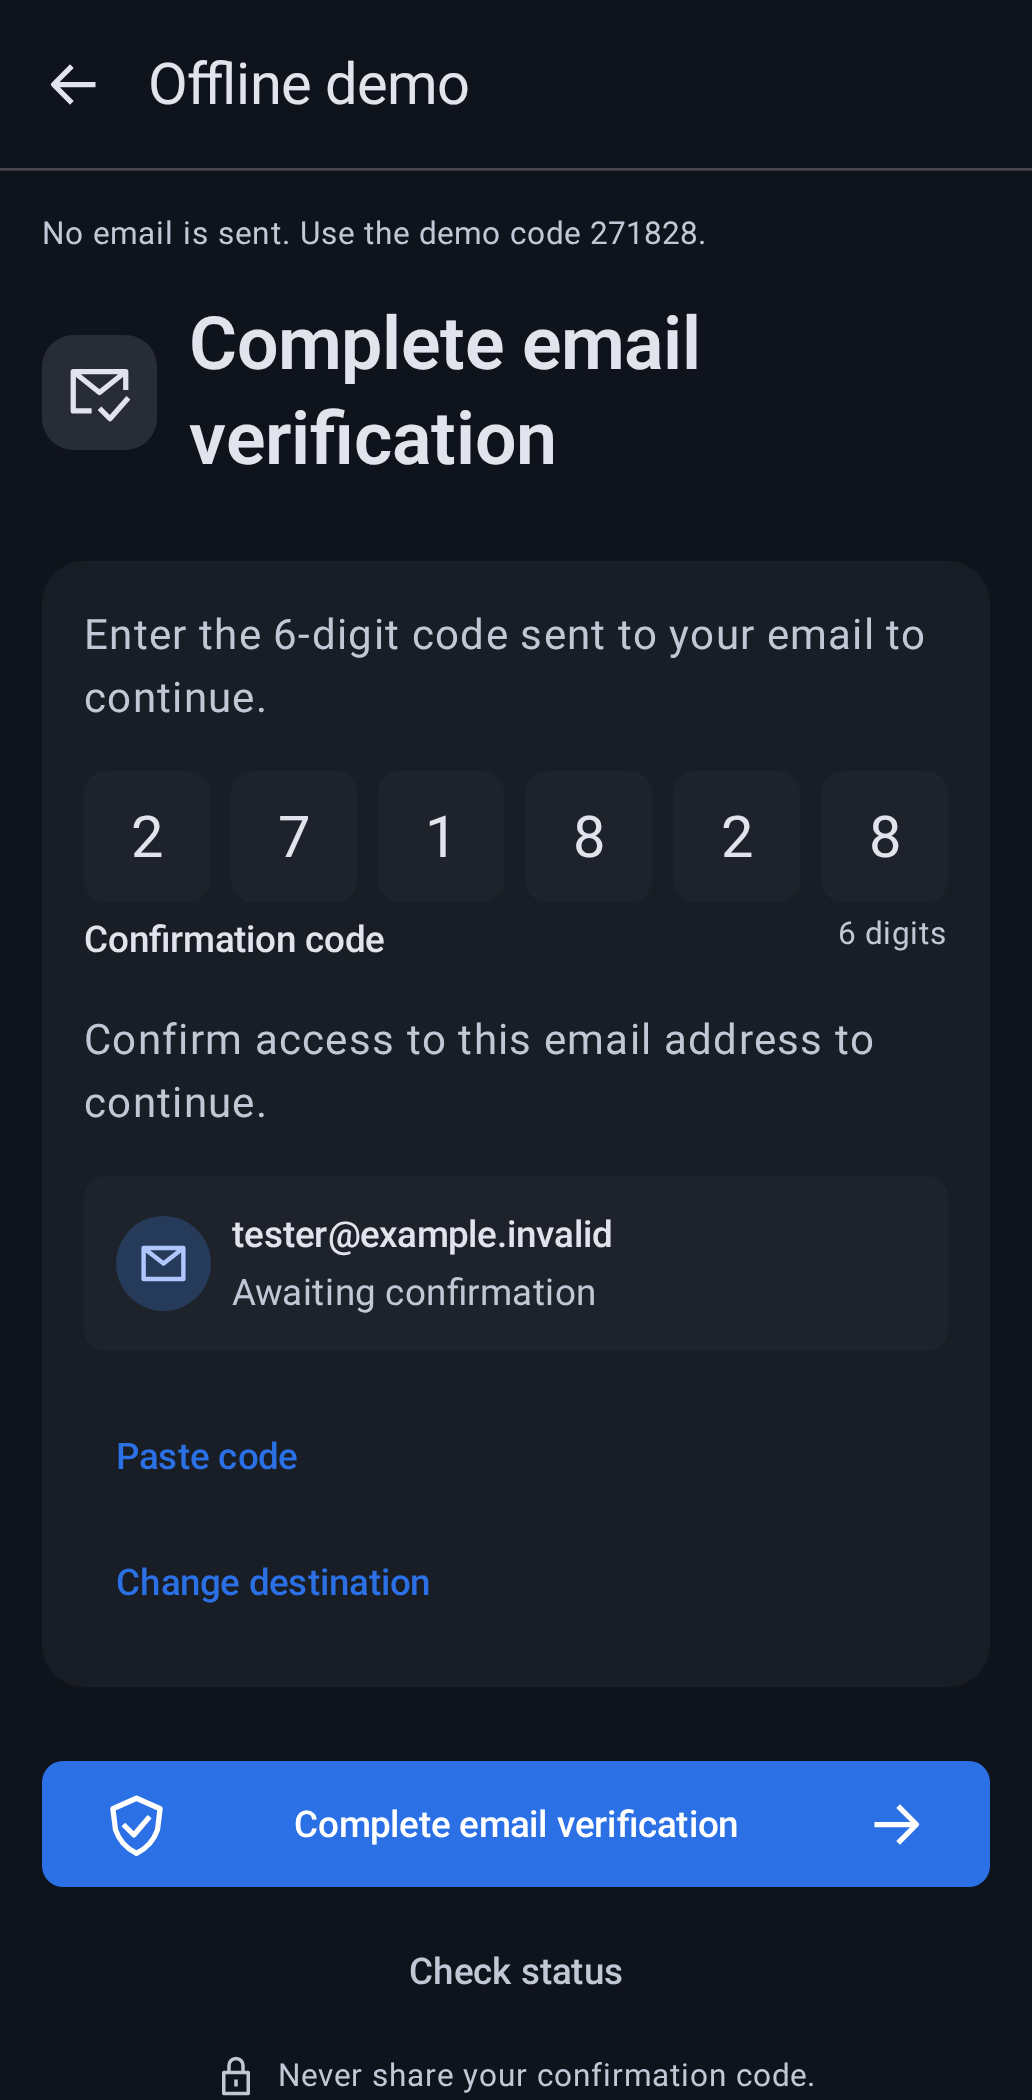 Offline demo
No email is sent. Use the demo code 271828.
Complete email
verification
Enter the 6-digit code sent to your email to
continue.
2 7 1 8 2 8
Confirmation code 6 digits
Confirm access to this email address to
continue.
tester@example.invalid
Awaiting confirmation
Paste code
Change destination
Complete email verification
Check status
Never share your confirmation code.